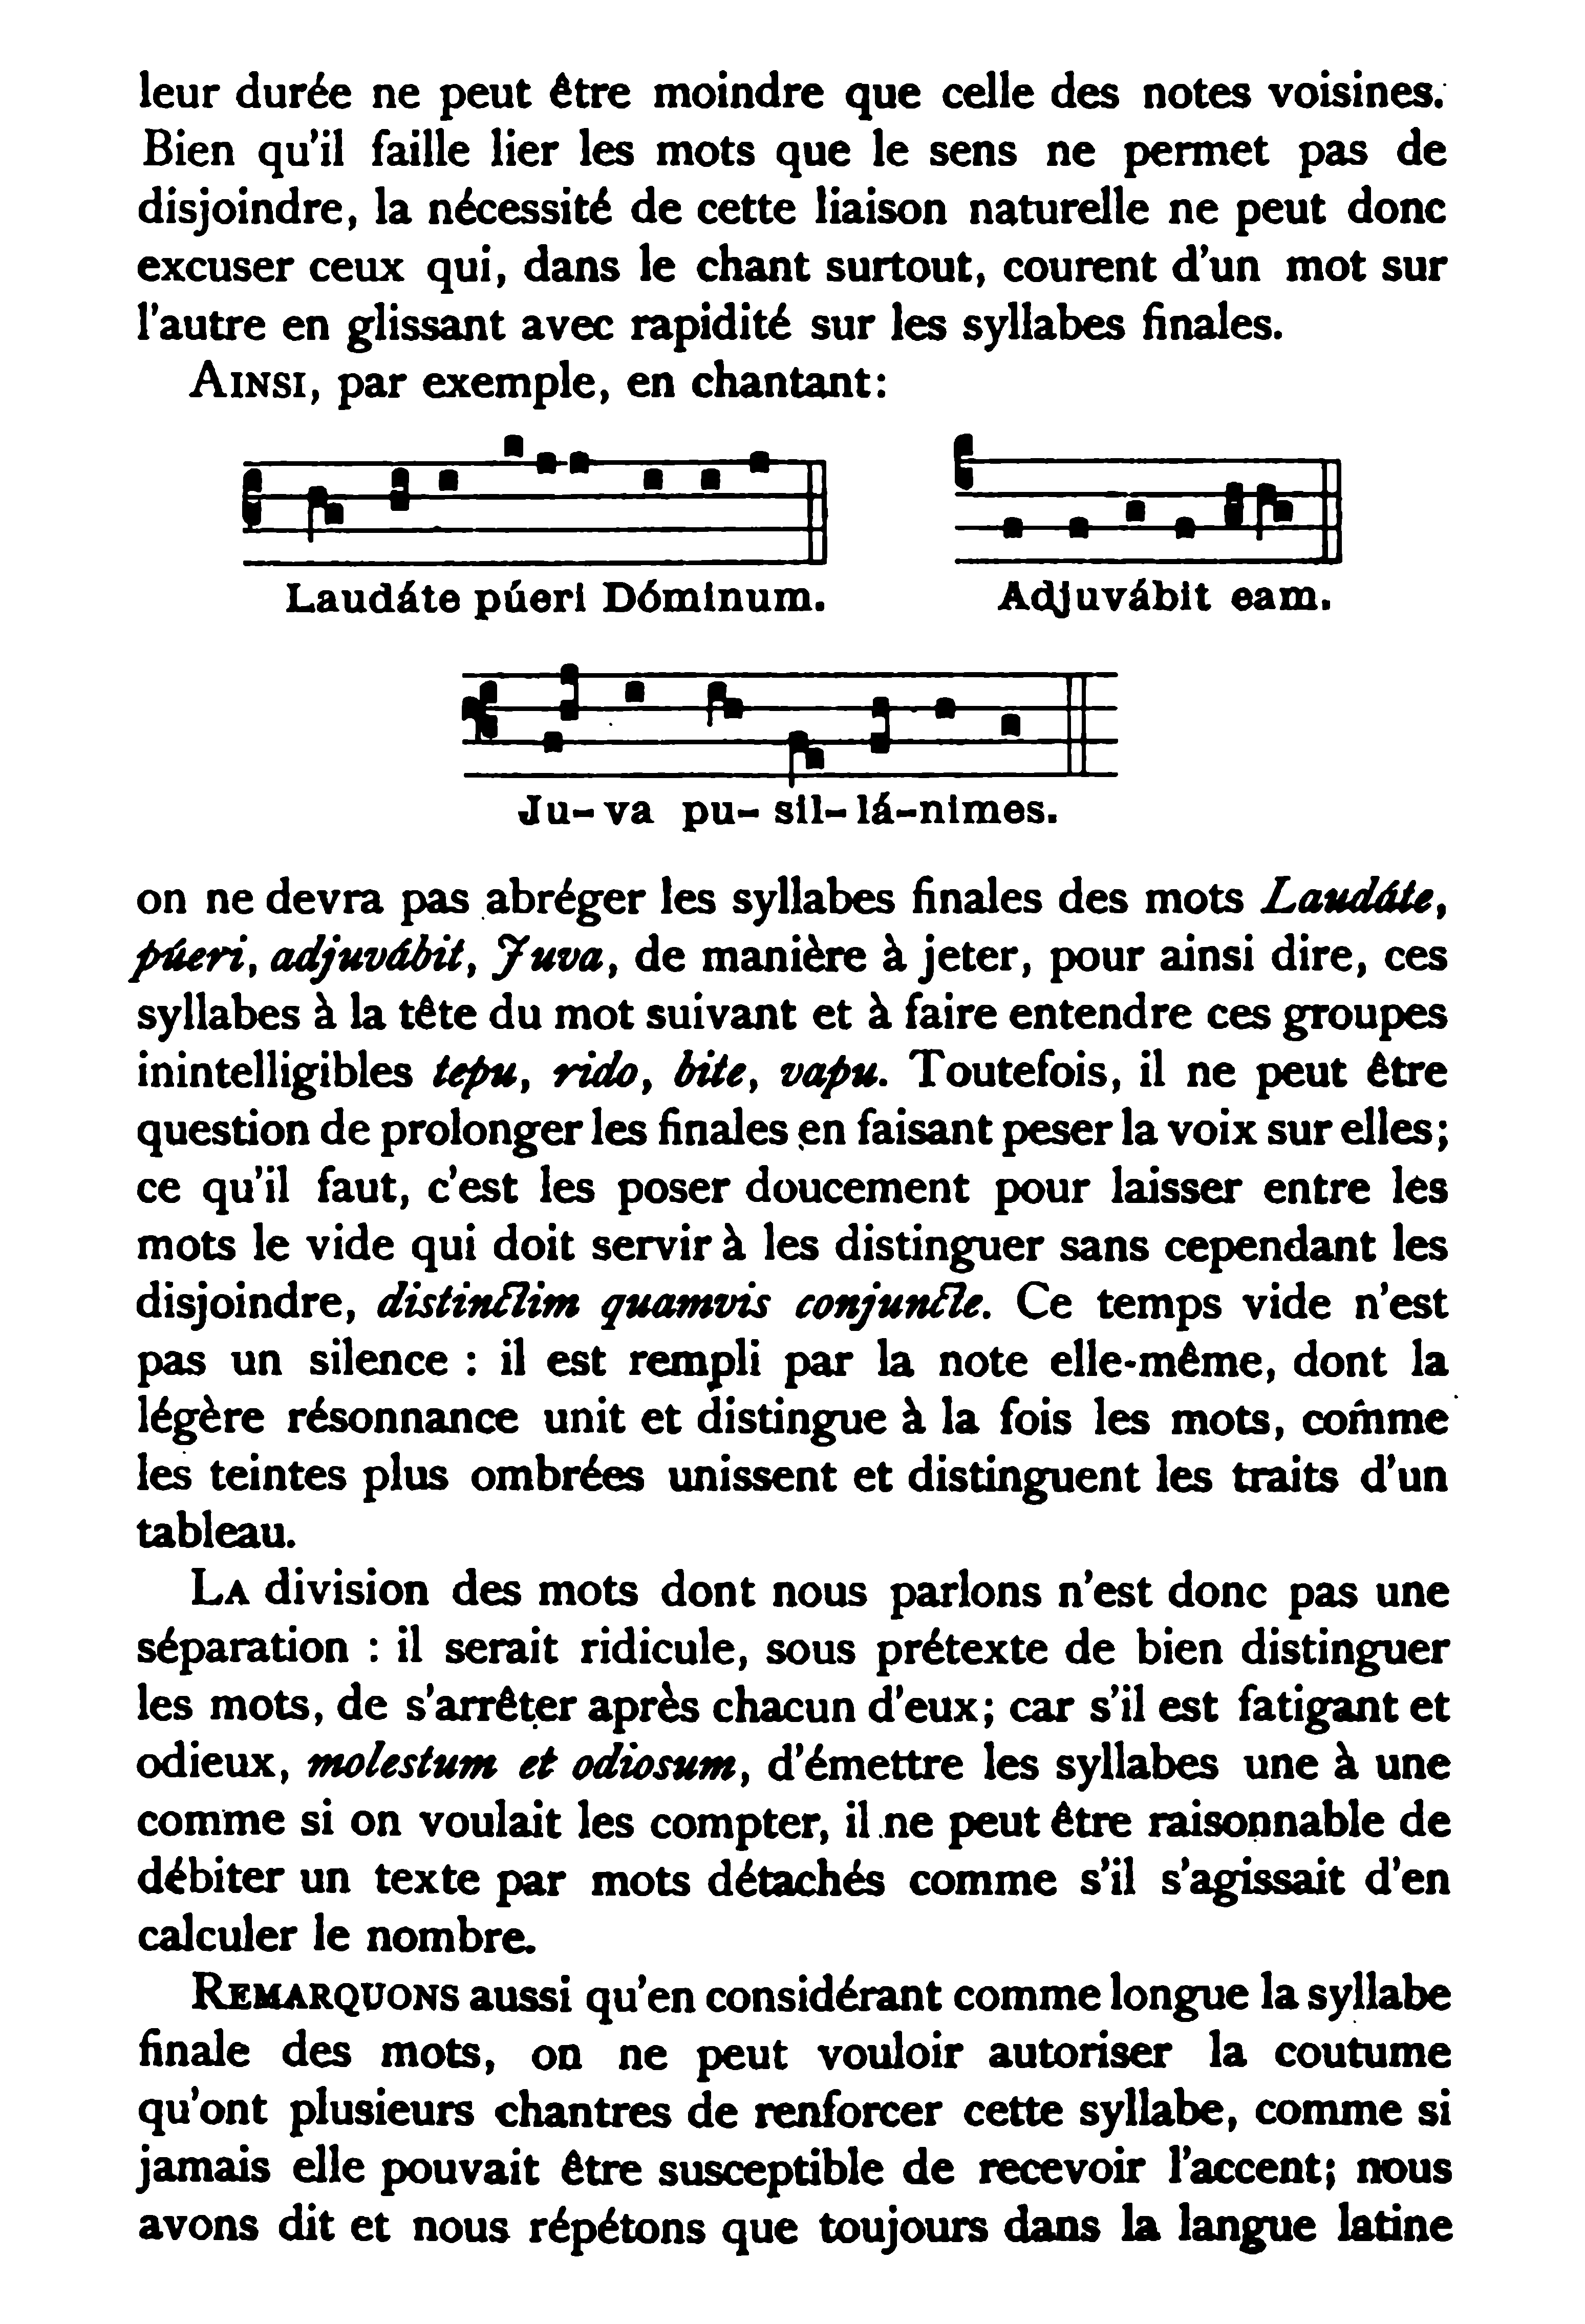 leur durée ne peut être moindre que celle des notes voisines.
Bien qu'il faille lier les mots que le sens ne permet pas de
disjoindre, la nécessité de cette liaison naturelle ne peut donc
excuser ceux qui, dans le chant surtout, courent d'un mot sur
l'autre en glissant avec rapidité sur les syllabes finales.
AINSI, par exemple, en chantant:
Laudáte púeri Dóminum. Adjuvábit eam.
Ju- va pu- sil- lá-nimes.
on ne devra pas abréger les syllabes finales des mots Laudáte,
púeri, adjuvábit, Juva, de manière à jeter, pour ainsi dire, ces
syllabes à la tête du mot suivant et à faire entendre ces groupes
inintelligibles tepu, rido, bite, vapu. Toutefois, il ne peut être
question de prolonger les finales en faisant peser la voix sur elles;
ce qu'il faut, c'est les poser doucement pour laisser entre les
mots le vide qui doit servir à les distinguer sans cependant les
disjoindre, distinctim quamvis conjuncte. Ce temps vide n'est
pas un silence : il est rempli par la note elle-même, dont la
légère résonnance unit et distingue à la fois les mots, comme
les teintes plus ombrées unissent et distinguent les traits d'un
tableau.
LA division des mots dont nous parlons n'est donc pas une
séparation : il serait ridicule, sous prétexte de bien distinguer
les mots, de s'arrêter après chacun d'eux; car s'il est fatigant et
odieux, molestum et odiosum, d'émettre les syllabes une à une
comme si on voulait les compter, il ne peut être raisonnable de
débiter un texte par mots détachés comme s'il s'agissait d'en
calculer le nombre.
REMARQUONS aussi qu'en considérant comme longue la syllabe
finale des mots, on ne peut vouloir autoriser la coutume
qu'ont plusieurs chantres de renforcer cette syllabe, comme si
jamais elle pouvait être susceptible de recevoir l'accent; nous
avons dit et nous répétons que toujours dans la langue latine